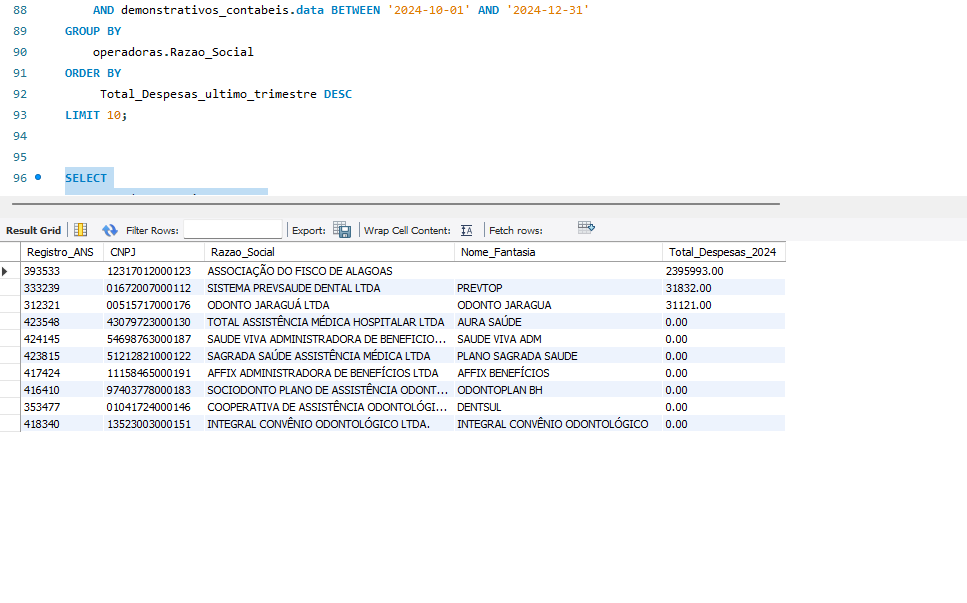 88 AND demonstrativos_contabeis.data BETWEEN '2024-10-01' AND '2024-12-31'
89 GROUP BY
90 operadoras.Razao_Social
91 ORDER BY
92 Total_Despesas_ultimo_trimestre DESC
93 LIMIT 10;
94
95
96 SELECT
Result Grid Filter Rows: Export: Wrap Cell Content: Fetch rows:
Registro_ANS CNPJ Razao_Social Nome_Fantasia Total_Despesas_2024
393533 12317012000123 ASSOCIAÇÃO DO FISCO DE ALAGOAS 2395993.00
333239 01672007000112 SISTEMA PREVSAUDE DENTAL LTDA PREVTOP 31832.00
312321 00515717000176 ODONTO JARAGUÁ LTDA ODONTO JARAGUA 31121.00
423548 43079723000130 TOTAL ASSISTÊNCIA MÉDICA HOSPITALAR LTDA AURA SAÚDE 0.00
424145 54698763000187 SAUDE VIVA ADMINISTRADORA DE BENEFICIO... SAUDE VIVA ADM 0.00
423815 51212821000122 SAGRADA SAÚDE ASSISTÊNCIA MÉDICA LTDA PLANO SAGRADA SAUDE 0.00
417424 11158465000191 AFFIX ADMINISTRADORA DE BENEFÍCIOS LTDA AFFIX BENEFÍCIOS 0.00
416410 97403778000183 SOCIODONTO PLANO DE ASSISTÊNCIA ODONT... ODONTOPLAN BH 0.00
353477 01041724000146 COOPERATIVA DE ASSISTÊNCIA ODONTOLÓGI... DENTSUL 0.00
418340 13523003000151 INTEGRAL CONVÊNIO ODONTOLÓGICO LTDA. INTEGRAL CONVÊNIO ODONTOLÓGICO 0.00